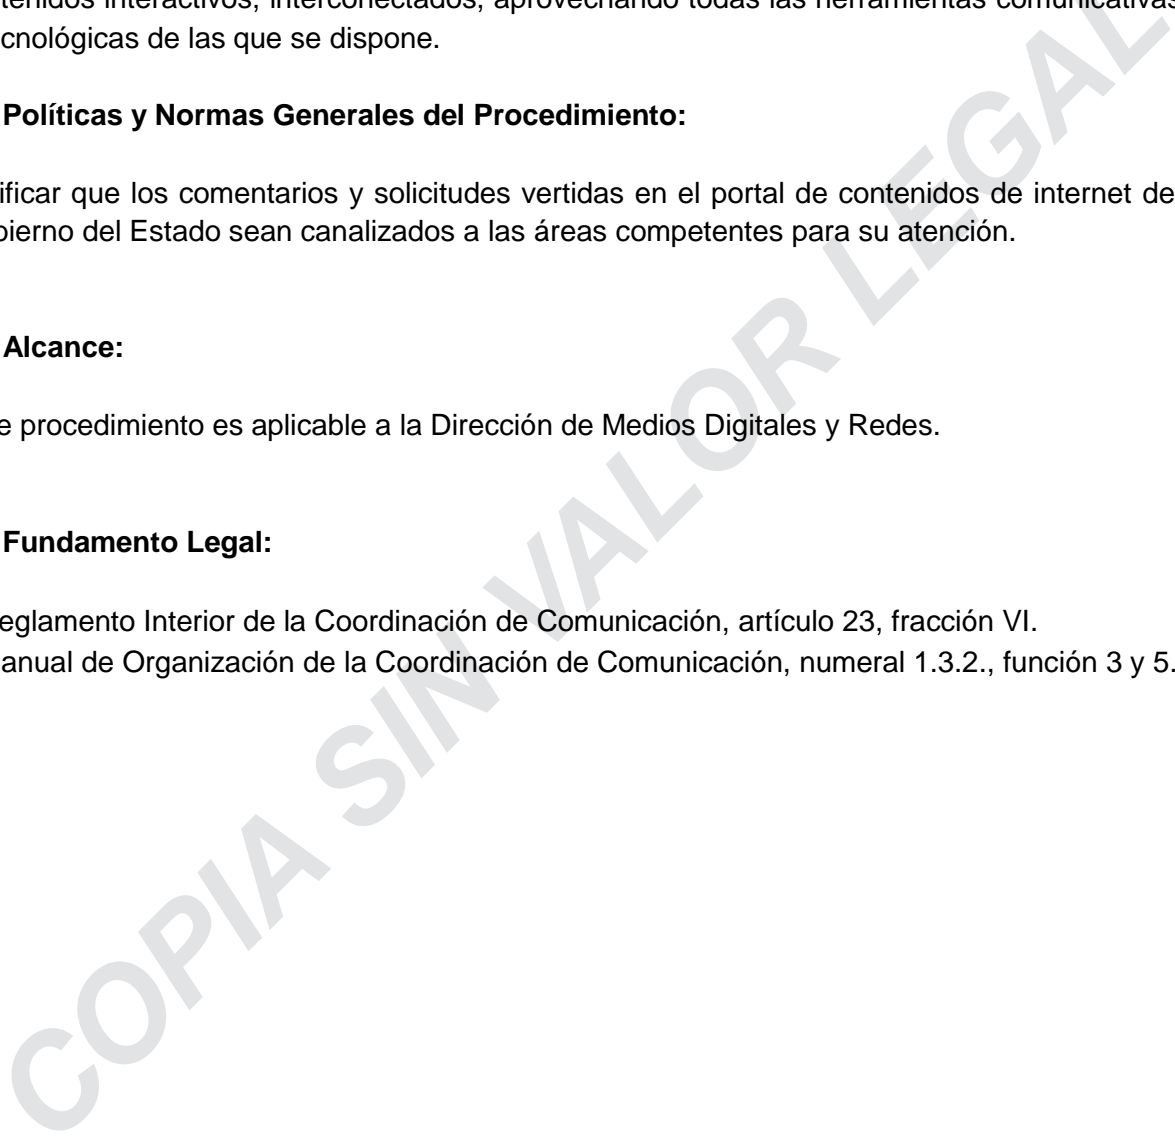 tenidos interactivos, interconectados, aprovechando todas las herramientas comunicativas
cnológicas de las que se dispone.
Políticas y Normas Generales del Procedimiento:
ificar que los comentarios y solicitudes vertidas en el portal de contenidos de internet de
bierno del Estado sean canalizados a las áreas competentes para su atención.
Alcance:
e procedimiento es aplicable a la Dirección de Medios Digitales y Redes.
Fundamento Legal:
eglamento Interior de la Coordinación de Comunicación, artículo 23, fracción VI.
anual de Organización de la Coordinación de Comunicación, numeral 1.3.2., función 3 y 5.
COPIA SIN VALOR LEGAL